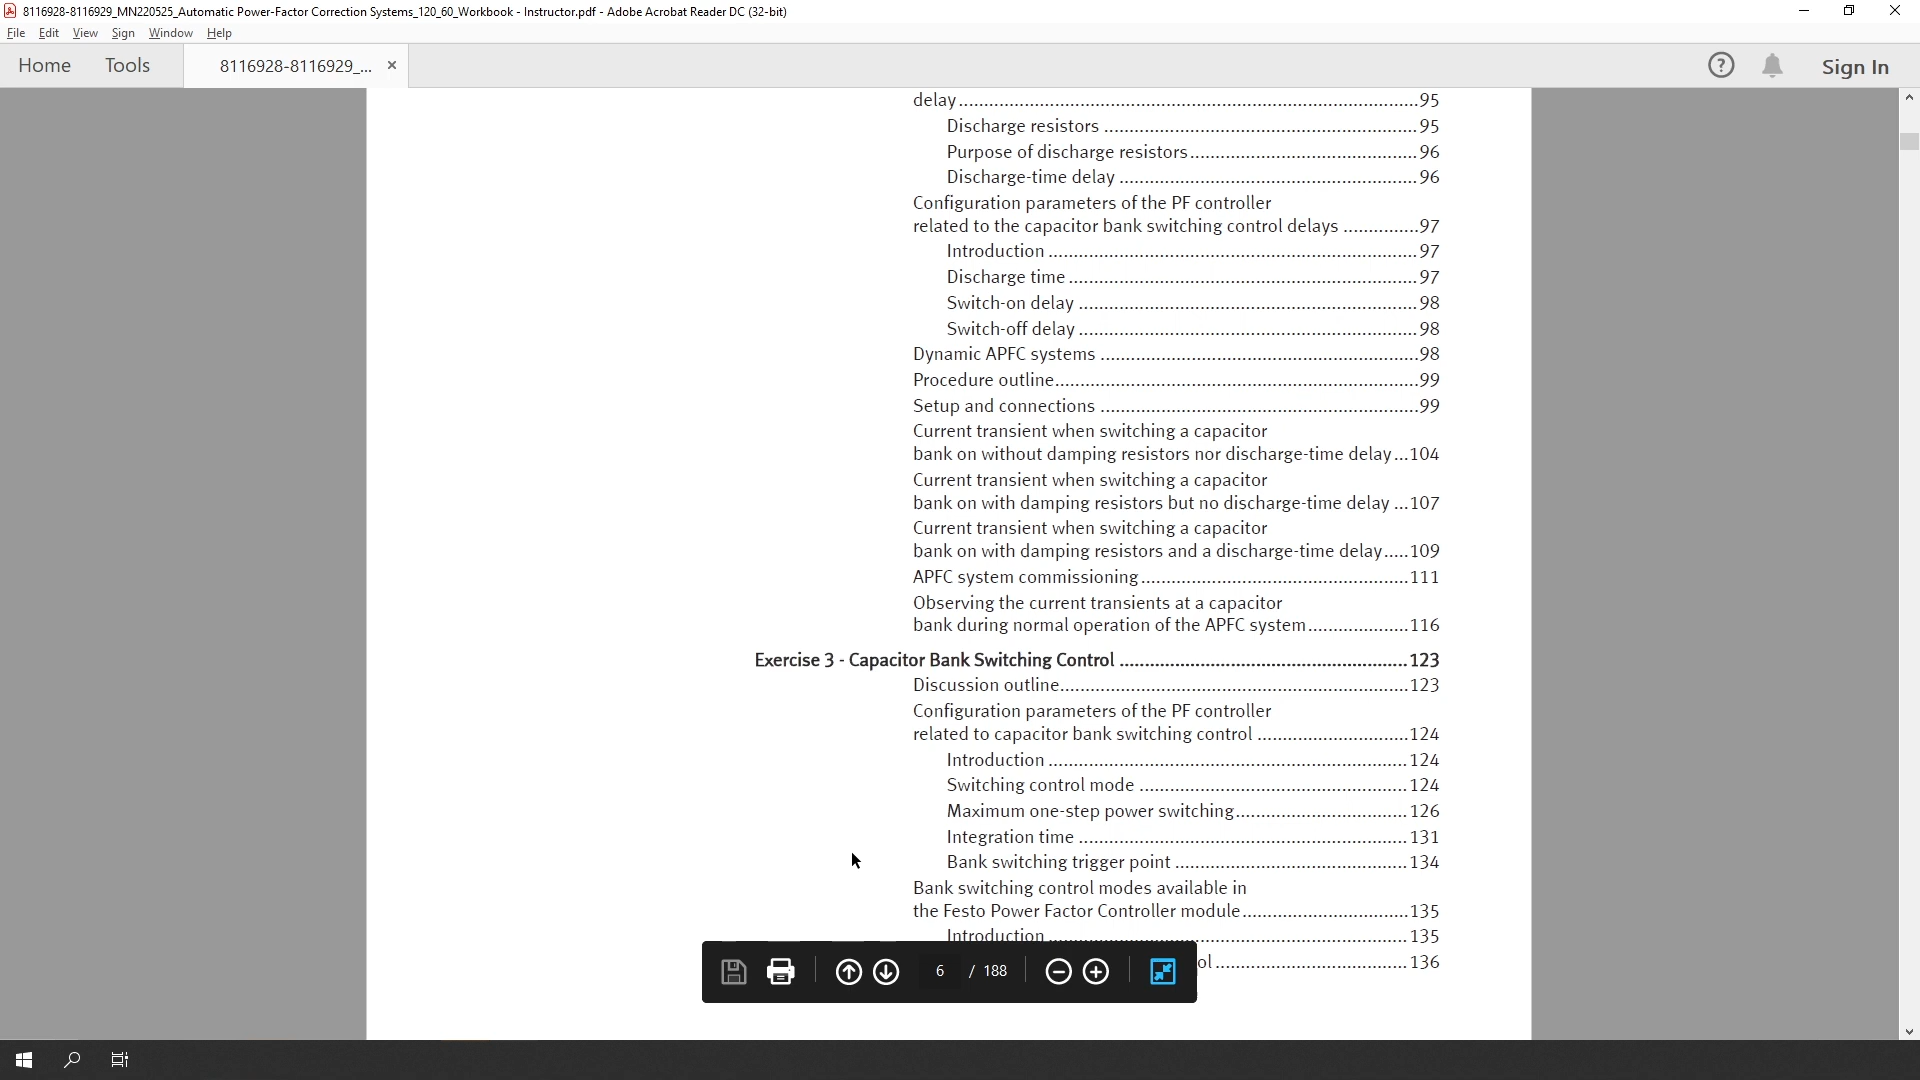 8116928-8116929_MN220525_Automatic Power-Factor Correction Systems_120_60_Workbook - Instructor.pdf - Adobe Acrobat Reader DC (32-bit)
File Edit View Sign Window Help
Home Tools 8116928-8116929_... × ? Sign In
delay..........95
Discharge resistors..........95
Purpose of discharge resistors..........96
Discharge-time delay..........96
Configuration parameters of the PF controller
related to the capacitor bank switching control delays..........97
Introduction..........97
Discharge time..........97
Switch-on delay..........98
Switch-off delay..........98
Dynamic APFC systems..........98
Procedure outline..........99
Setup and connections..........99
Current transient when switching a capacitor
bank on without damping resistors nor discharge-time delay...104
Current transient when switching a capacitor
bank on with damping resistors but no discharge-time delay...107
Current transient when switching a capacitor
bank on with damping resistors and a discharge-time delay.....109
APFC system commissioning..........111
Observing the current transients at a capacitor
bank during normal operation of the APFC system..........116
Exercise 3 - Capacitor Bank Switching Control..........123
Discussion outline..........123
Configuration parameters of the PF controller
related to capacitor bank switching control..........124
Introduction..........124
Switching control mode..........124
Maximum one-step power switching..........126
Integration time..........131
Bank switching trigger point..........134
Bank switching control modes available in
the Festo Power Factor Controller module..........135
Introduction..........135
ol..........136
6 / 188